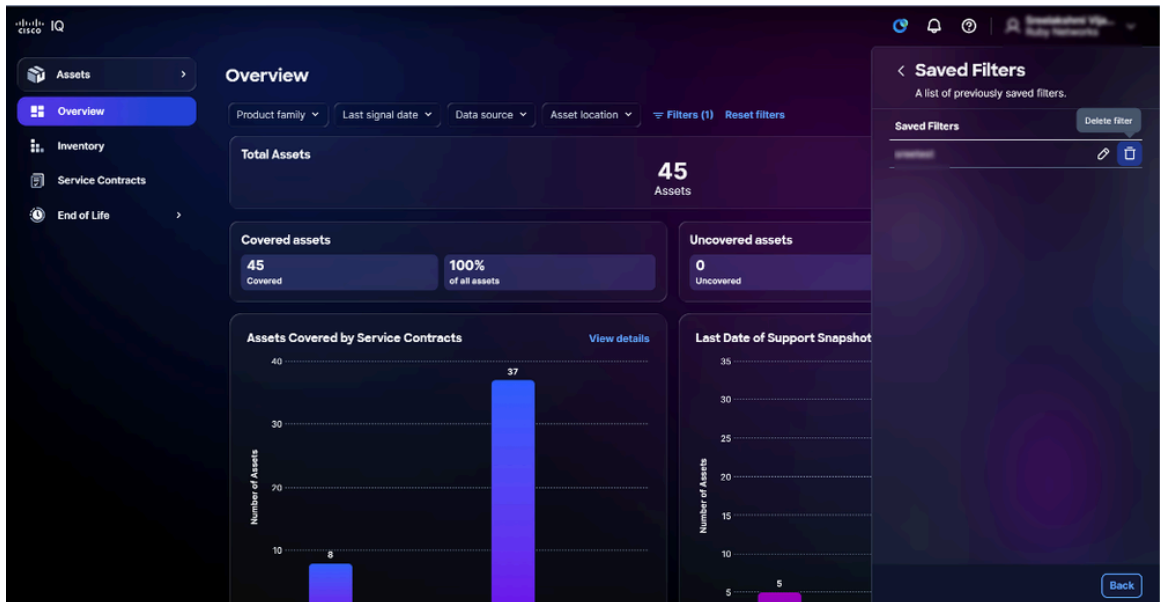 cisco IQ
Assets
Overview
Inventory
Service Contracts
End of Life
Overview
Product family
Last signal date
Data source
Asset location
Filters (1)
Reset filters
Total Assets
45
Assets
Covered assets
45
Covered
100%
of all assets
Uncovered assets
0
Uncovered
Assets Covered by Service Contracts
View details
Number of Assets
40
30
20
10
8
37
Last Date of Support Snapshot
Number of Assets
35
30
25
20
15
10
5
5
Saved Filters
A list of previously saved filters.
Saved Filters
Delete filter
Back